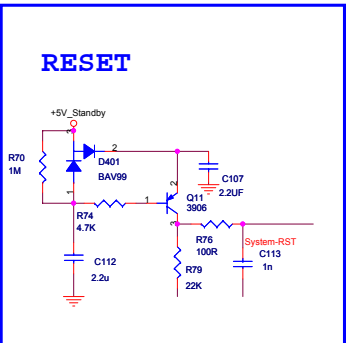 RESET
+5V_Standby
3
2
R70
1M
D401
BAV99
C107
2.2UF
1
2
Q11
3906
1
R74
4.7K
3
R76
100R
System-RST
C112
2.2u
R79
22K
C113
1n